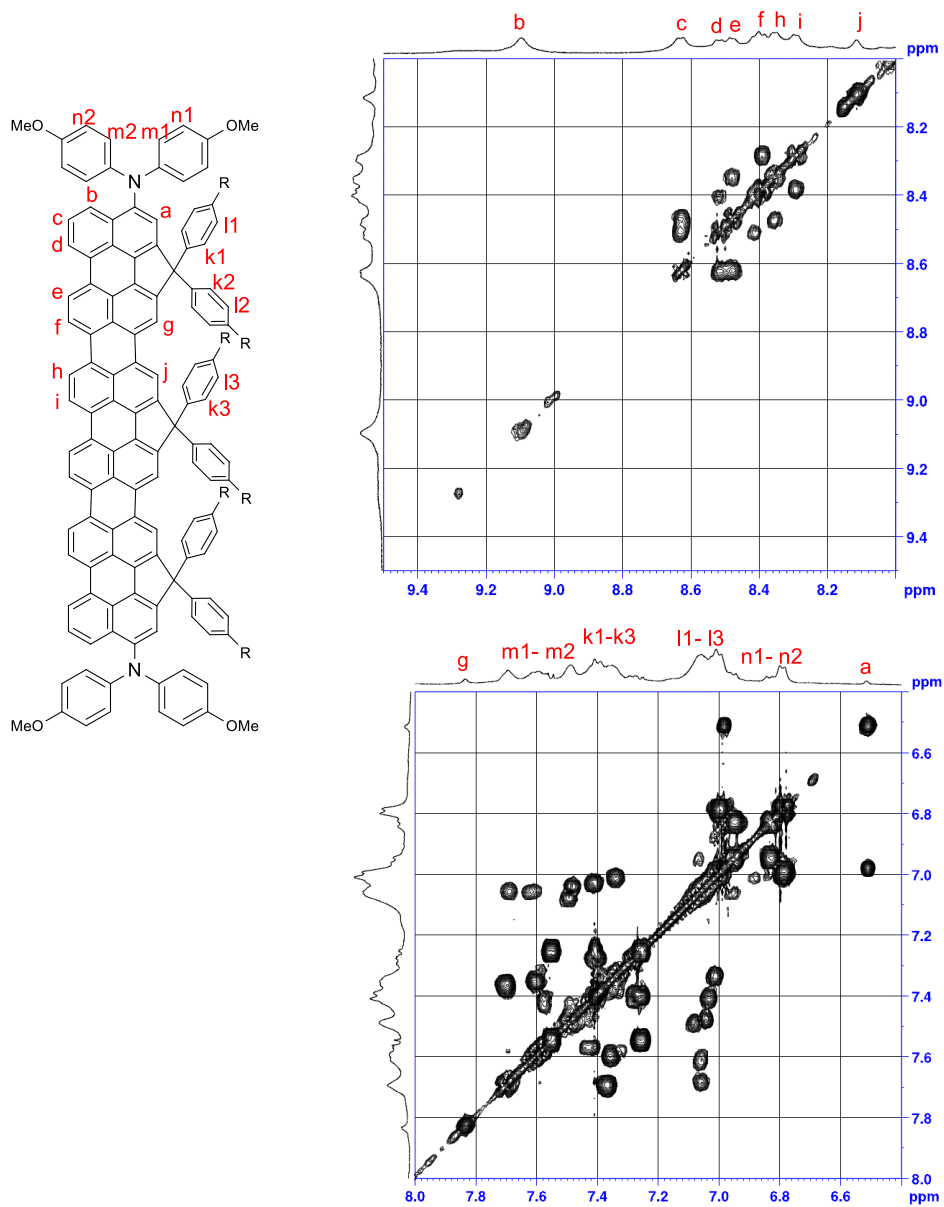 b c d e f h i j
ppm
8.2
8.4
8.6
9.0
9.2
9.4
9.4 9.2 9.0 8.8 8.6 8.4 8.2
ppm ppm
n2 n1
MeO m2 m1 OMe
N R
b a
c l1
d k1
k2
e l2
f g R
R
h j l3
i k3
R
R
R
N
MeO OMe
g m1- m2 k1-k3 l1- l3 n1- n2 a
ppm
6.6
6.8
7.0
7.2
7.4
7.6
7.8
8.0
8.0 7.8 7.6 7.4 7.2 7.0 6.8 6.6
ppm